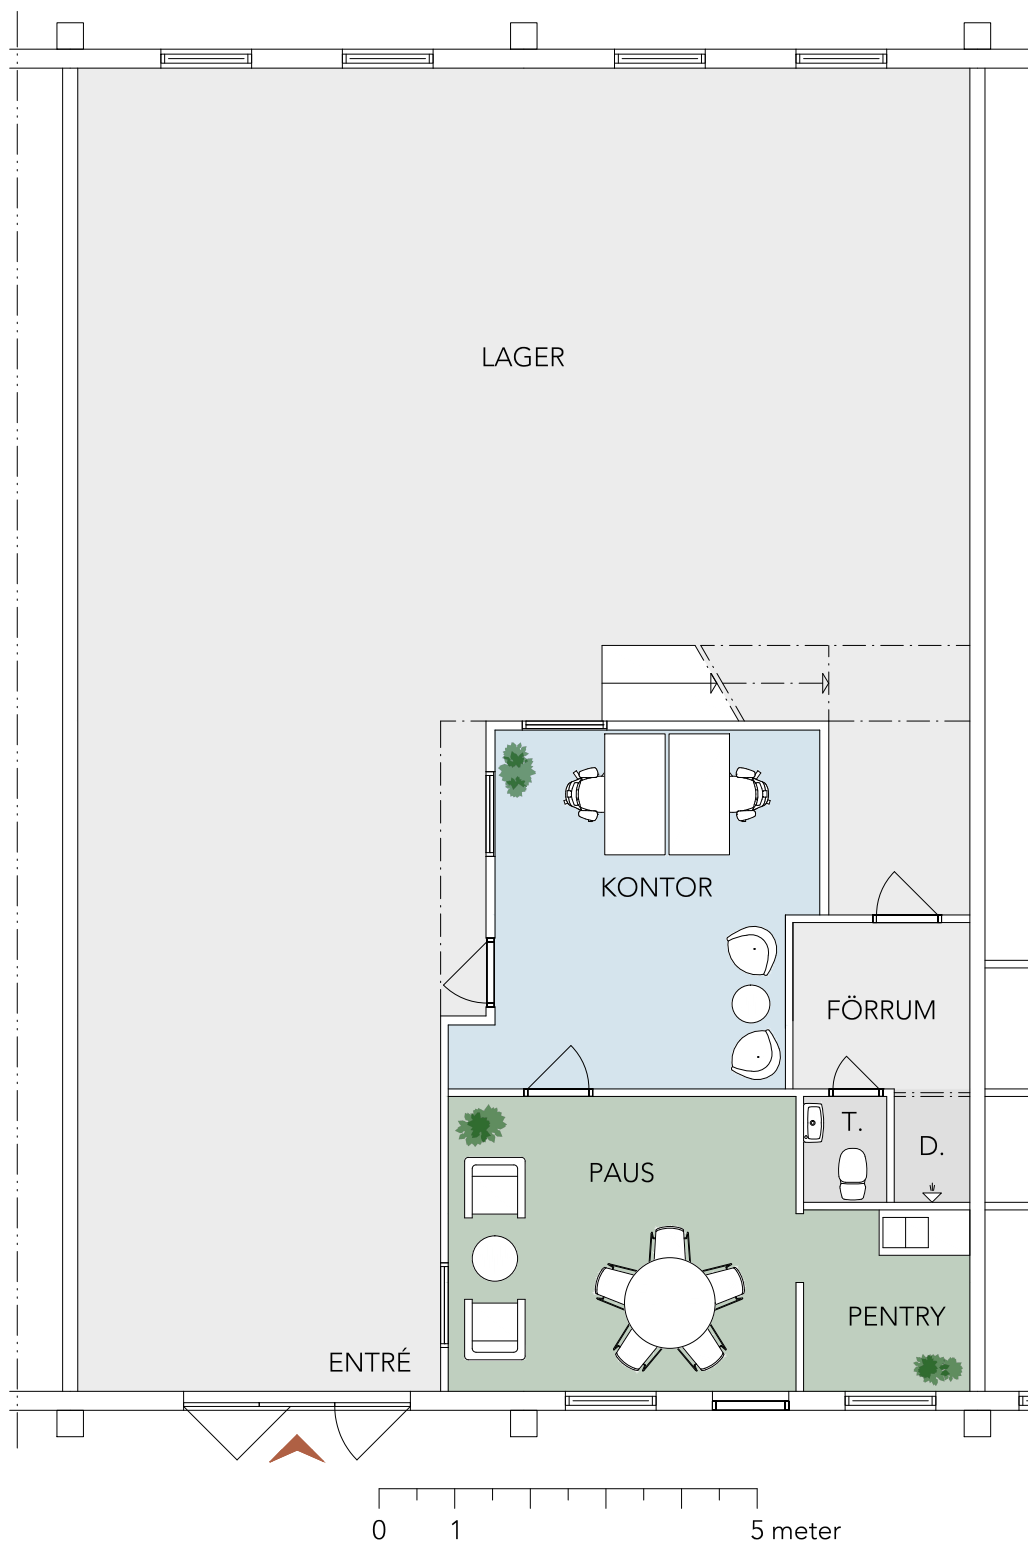 LAGER
KONTOR
FÖRRUM
T.
D.
PAUS
PENTRY
ENTRÉ
0 1 5 meter